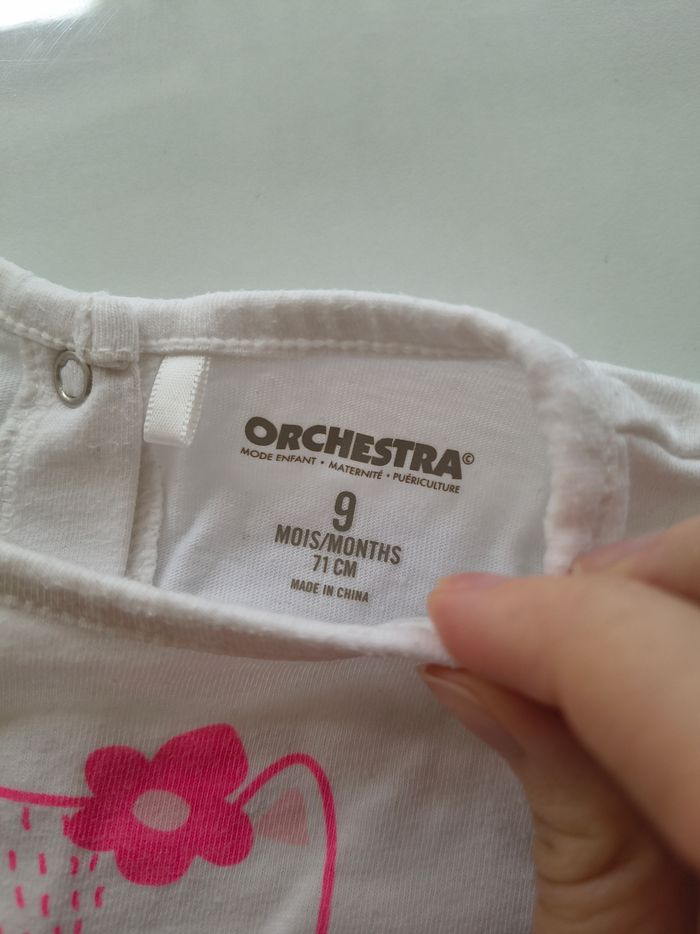 ORCHESTRA©
MODE ENFANT • MATERNITÉ • PUÉRICULTURE
9
MOIS/MONTHS
71 CM
MADE IN CHINA